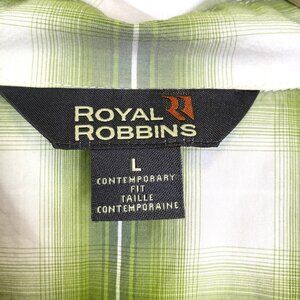 ROYAL
ROBBINS
L
CONTEMPORARY
FIT
TAILLE
CONTEMPORAINE